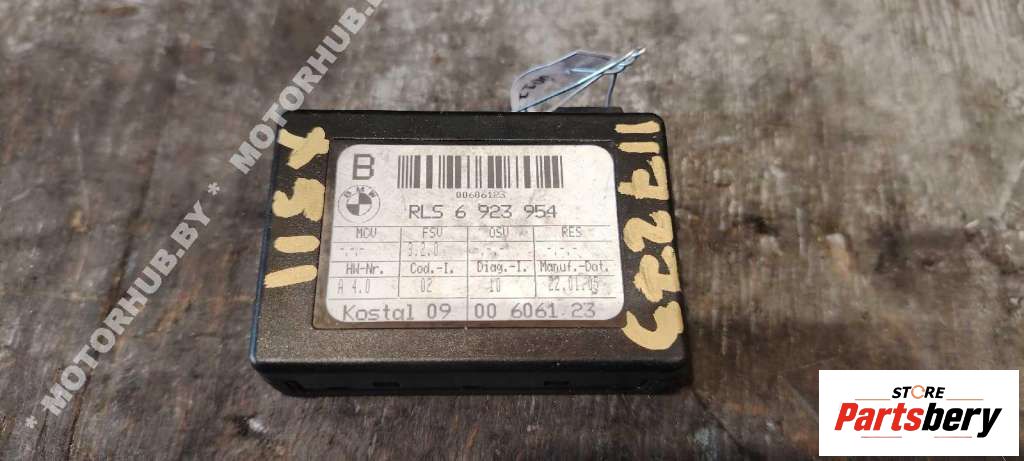 B
00606123
BMW
RLS 6 923 954
MCV FSV OSV RES
-.-.- 3.2.0 -.-.- -.-.-
HW-Nr. Cod.-I. Diag.-I. Manuf.-Dat.
A 4.0 02 10 22.01.05
Kostal 09 00 6061.23
* MOTORHUB.BY * MOTORHUB.BY
STORE
Partsbery